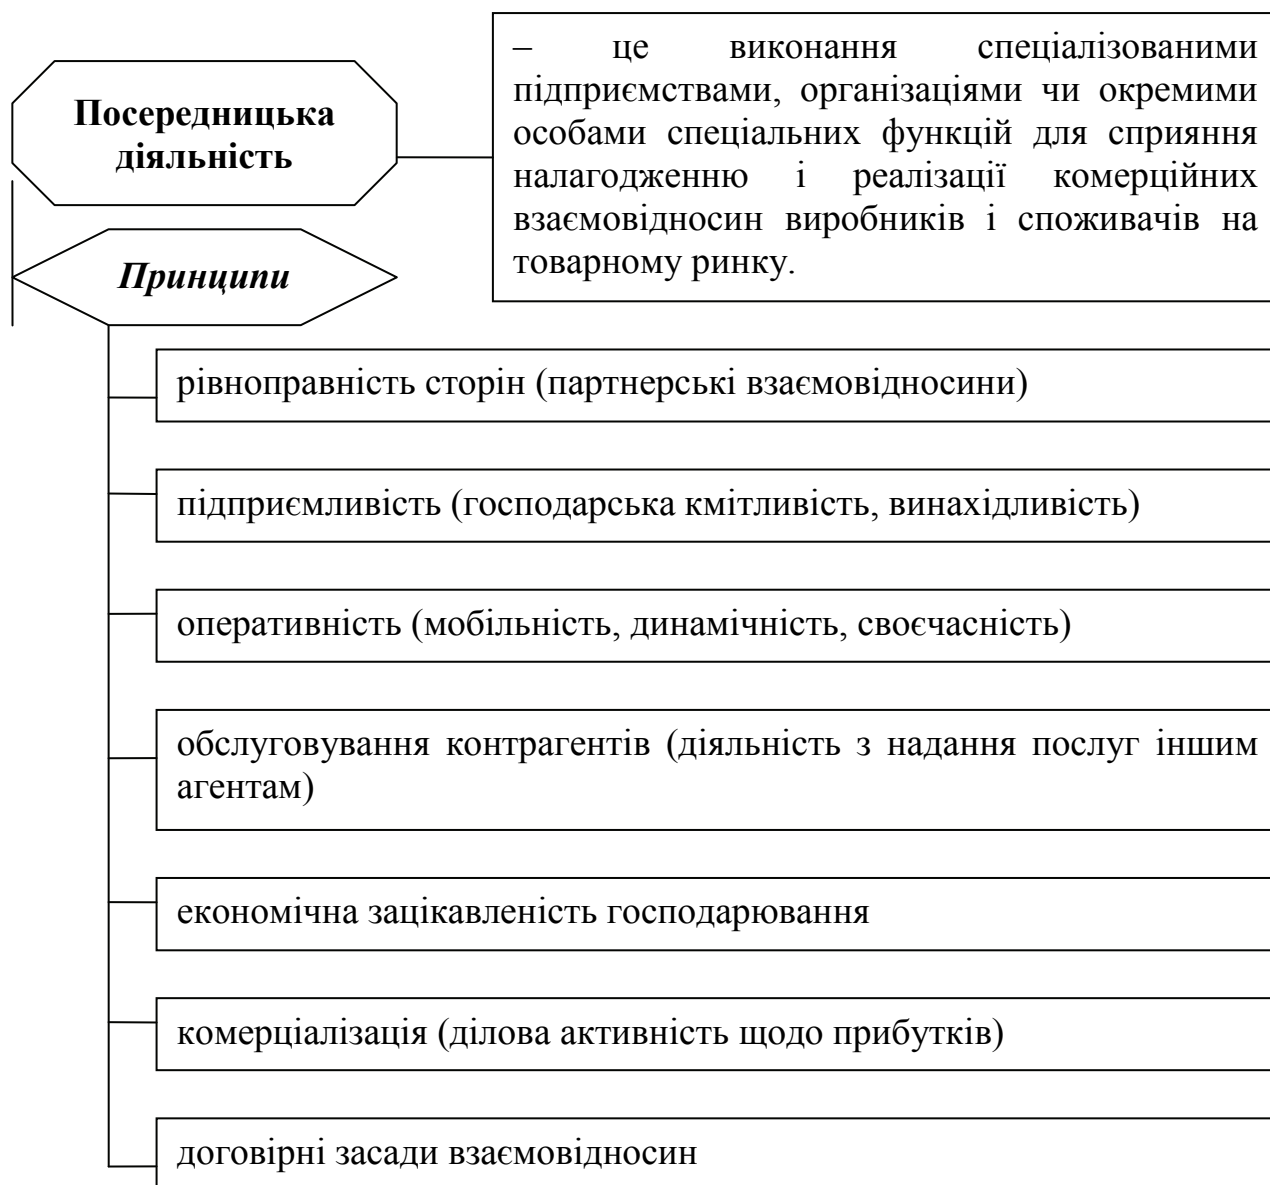 Посередницька
діяльність
– це виконання спеціалізованими
підприємствами, організаціями чи окремими
особами спеціальних функцій для сприяння
налагодженню і реалізації комерційних
взаємовідносин виробників і споживачів на
товарному ринку.
Принципи
рівноправність сторін (партнерські взаємовідносини)
підприємливість (господарська кмітливість, винахідливість)
оперативність (мобільність, динамічність, своєчасність)
обслуговування контрагентів (діяльність з надання послуг іншим
агентам)
економічна зацікавленість господарювання
комерціалізація (ділова активність щодо прибутків)
договірні засади взаємовідносин